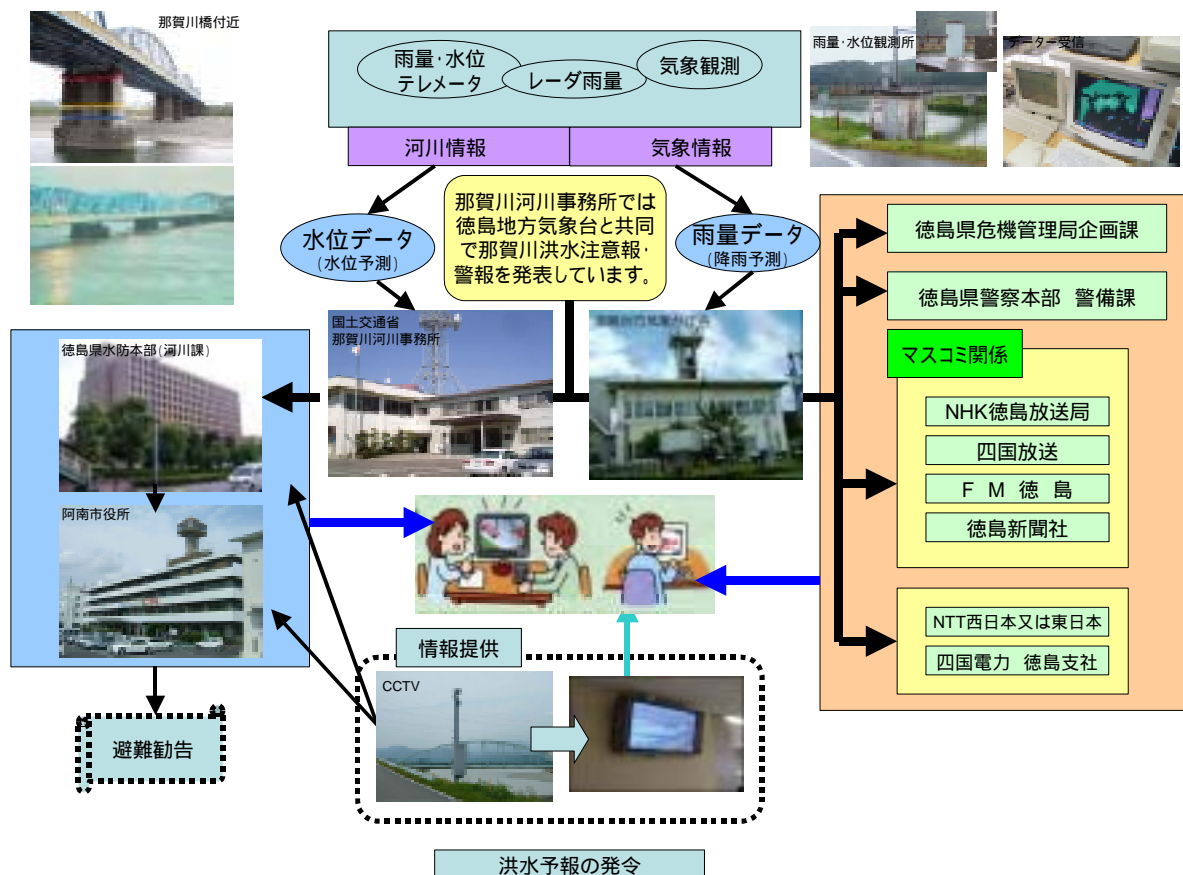 那賀川橋付近
雨量・水位
テレメータ
レーダ雨量
気象観測
雨量・水位観測所
データー受信
河川情報
気象情報
那賀川河川事務所では
徳島地方気象台と共同
で那賀川洪水注意報・
警報を発表しています。
水位データ
(水位予測)
雨量データ
(降雨予測)
徳島県危機管理局企画課
徳島県警察本部 警備課
マスコミ関係
NHK徳島放送局
四国放送
F M 徳 島
徳島新聞社
NTT西日本又は東日本
四国電力 徳島支社
国土交通省
那賀川河川事務所
徳島県水防本部(河川課)
阿南市役所
避難勧告
情報提供
CCTV
洪水予報の発令